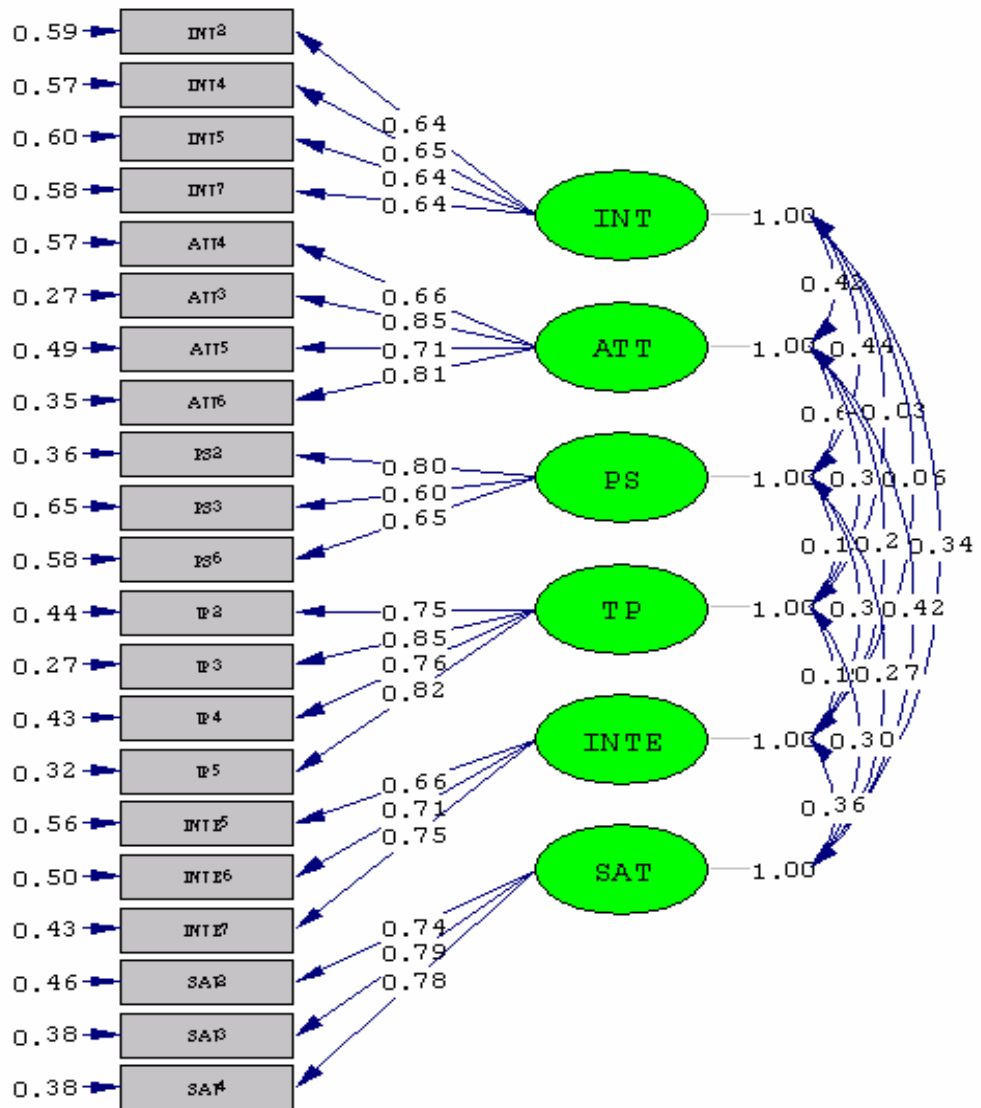 0.59 INT2
0.57 INT4
0.60 INT5
0.58 INT7
0.57 ATT4
0.27 ATT3
0.49 ATT5
0.35 ATT6
0.36 PS2
0.65 PS3
0.58 PS6
0.44 TP2
0.27 TP3
0.43 TP4
0.32 TP5
0.56 INTE5
0.50 INTE6
0.43 INTE7
0.46 SAT2
0.38 SAT3
0.38 SAT4
0.64
0.65
0.64
0.64
0.66
0.85
0.71
0.81
0.80
0.60
0.65
0.75
0.85
0.76
0.82
0.66
0.71
0.75
0.74
0.79
0.78
INT 1.00
ATT 1.00
PS 1.00
TP 1.00
INTE 1.00
SAT 1.00
0.42
0.44
0.03
0.06
0.34
0.42
0.27
0.30
0.36